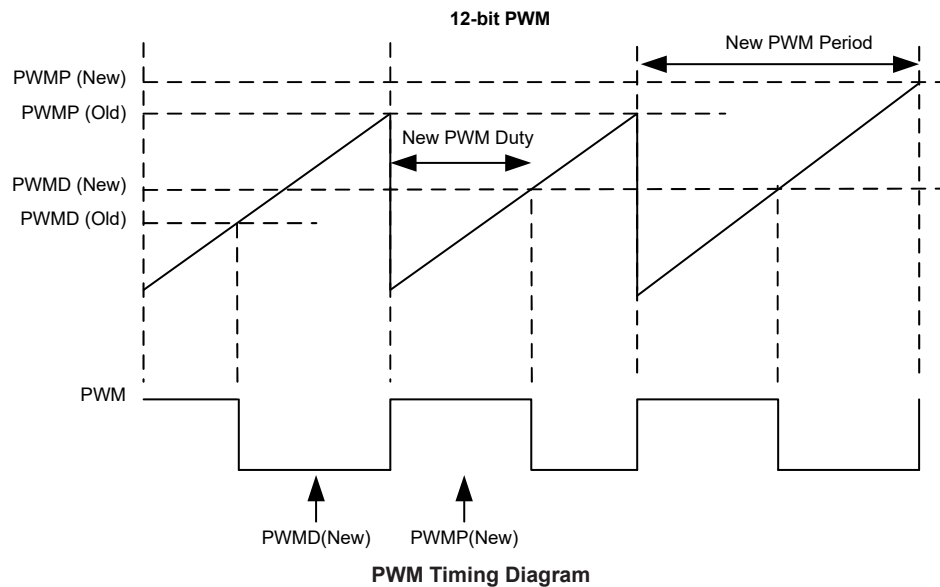 12-bit PWM
New PWM Period
PWMP (New)
PWMP (Old)
New PWM Duty
PWMD (New)
PWMD (Old)
PWM
PWMD(New)
PWMP(New)
PWM Timing Diagram